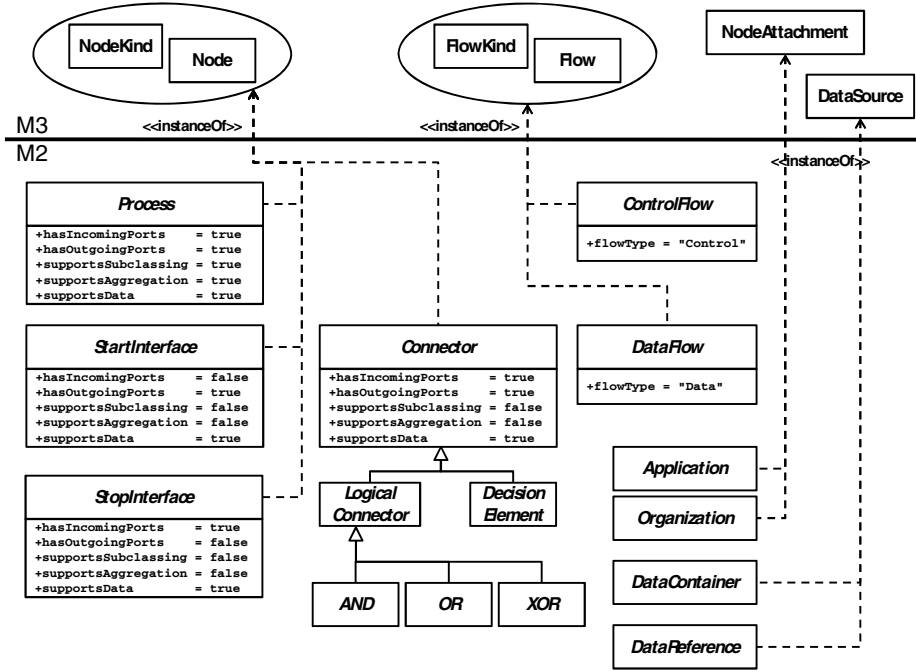 NodeKind
Node
FlowKind
Flow
NodeAttachment
DataSource
M3
<<instanceOf>>
<<instanceOf>>
M2
<<instanceOf>>
Process
+hasIncomingPorts = true
+hasOutgoingPorts = true
+supportsSubclassing = true
+supportsAggregation = true
+supportsData = true
ControlFlow
+flowType = "Control"
StartInterface
+hasIncomingPorts = false
+hasOutgoingPorts = true
+supportsSubclassing = false
+supportsAggregation = false
+supportsData = true
Connector
+hasIncomingPorts = true
+hasOutgoingPorts = true
+supportsSubclassing = false
+supportsAggregation = false
+supportsData = true
DataFlow
+flowType = "Data"
StopInterface
+hasIncomingPorts = true
+hasOutgoingPorts = false
+supportsSubclassing = false
+supportsAggregation = false
+supportsData = true
Logical
Connector
Decision
Element
AND
OR
XOR
Application
Organization
DataContainer
DataReference